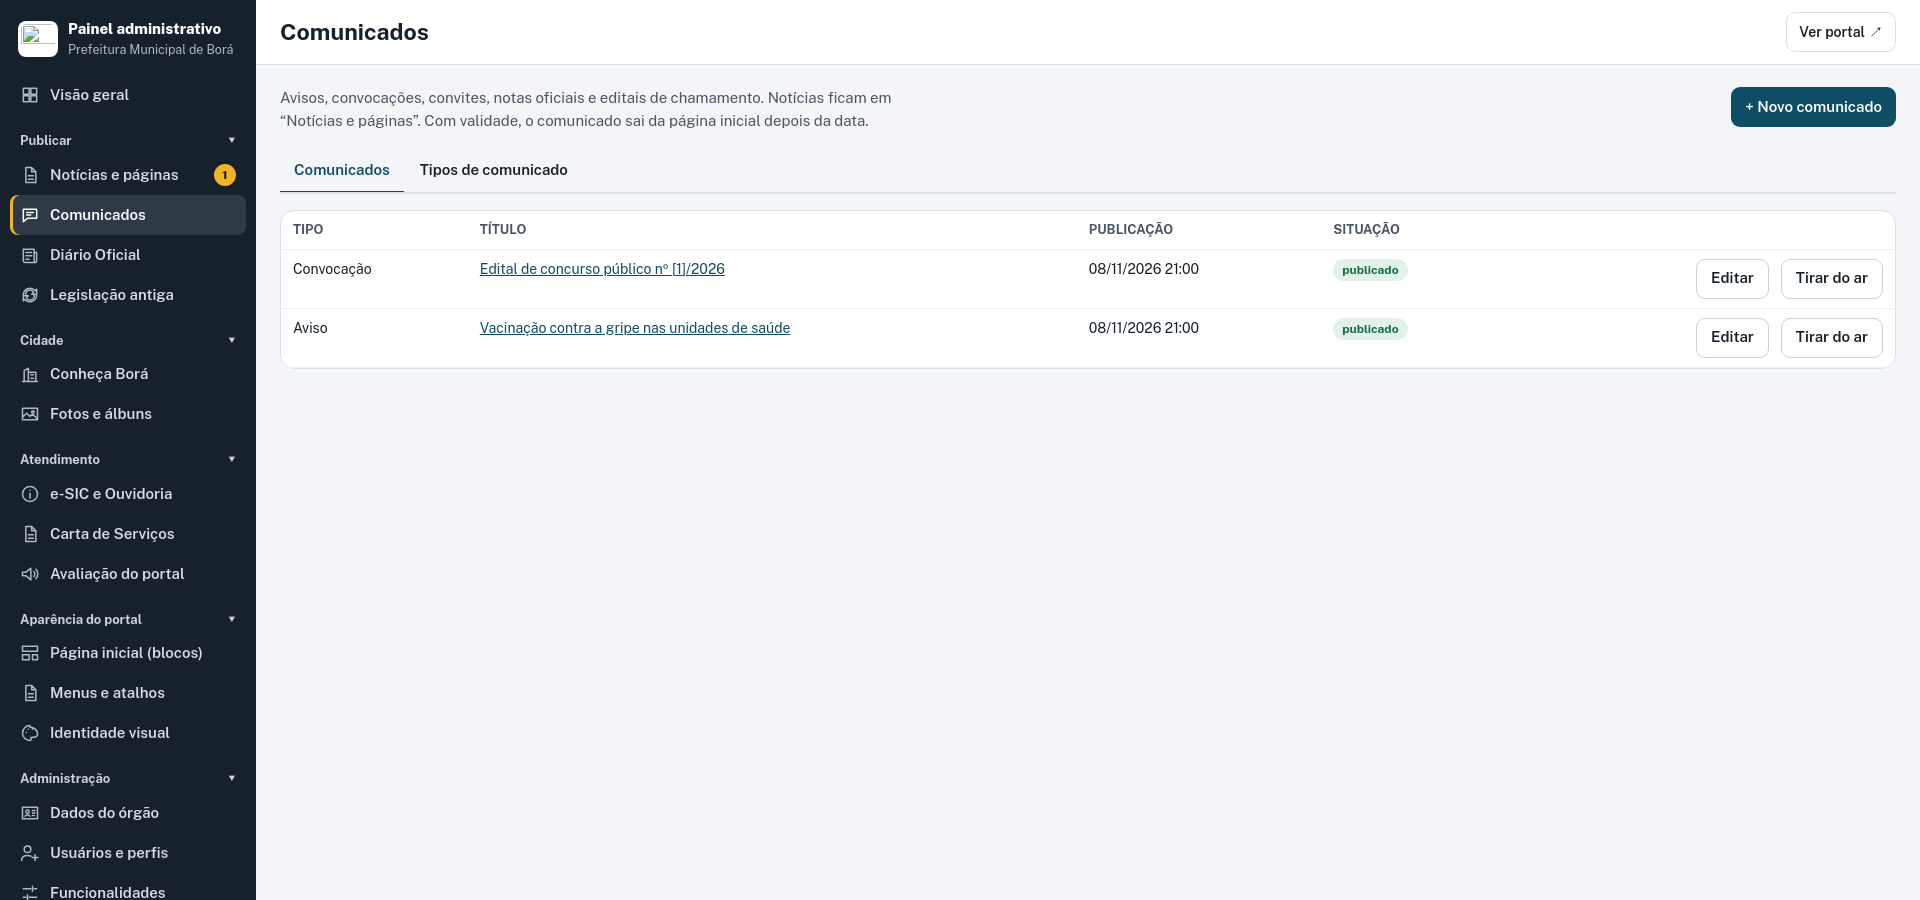 Painel administrativo
Prefeitura Municipal de Borá
Visão geral
Publicar
Notícias e páginas 1
Comunicados
Diário Oficial
Legislação antiga
Cidade
Conheça Borá
Fotos e álbuns
Atendimento
e-SIC e Ouvidoria
Carta de Serviços
Avaliação do portal
Aparência do portal
Página inicial (blocos)
Menus e atalhos
Identidade visual
Administração
Dados do órgão
Usuários e perfis
Funcionalidades
Comunicados
Ver portal ↗
Avisos, convocações, convites, notas oficiais e editais de chamamento. Notícias ficam em
“Notícias e páginas”. Com validade, o comunicado sai da página inicial depois da data.
+ Novo comunicado
Comunicados Tipos de comunicado
TIPO TÍTULO PUBLICAÇÃO SITUAÇÃO
Convocação Edital de concurso público nº [1]/2026 08/11/2026 21:00 publicado Editar Tirar do ar
Aviso Vacinação contra a gripe nas unidades de saúde 08/11/2026 21:00 publicado Editar Tirar do ar